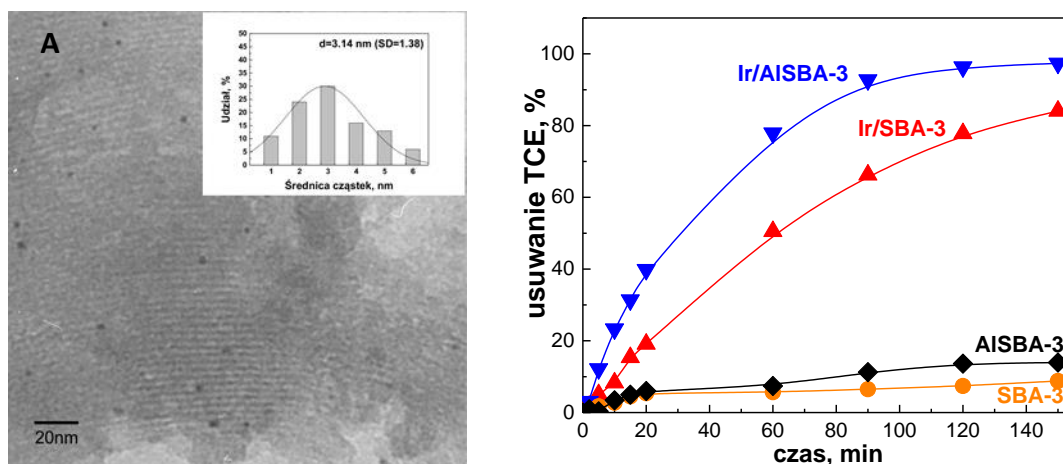 A
d=3.14 nm (SD=1.38)
Udział, %
50
45
40
35
30
25
20
15
10
5
0
1 2 3 4 5 6
Średnica cząstek, nm
20nm
usuwanie TCE, %
100
80
60
40
20
0
Ir/AlSBA-3
Ir/SBA-3
AlSBA-3
SBA-3
0 20 40 60 80 100 120 140
czas, min